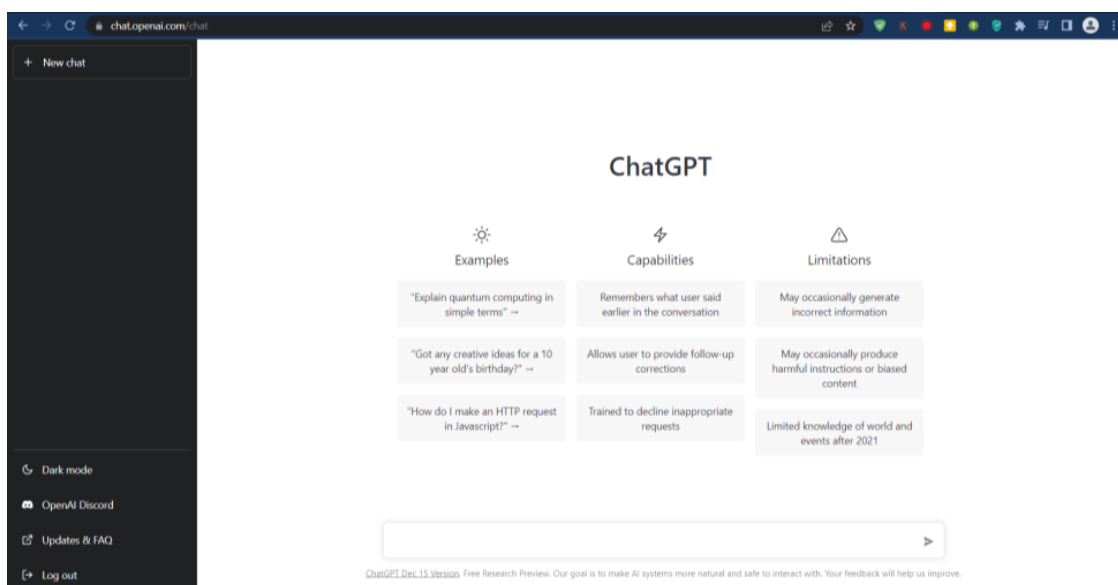 chat.openai.com/chat
+ New chat
ChatGPT
Examples
"Explain quantum computing in
simple terms" →
"Got any creative ideas for a 10
year old's birthday?" →
"How do I make an HTTP request
in Javascript?" →
Capabilities
Remembers what user said
earlier in the conversation
Allows user to provide follow-up
corrections
Trained to decline inappropriate
requests
Limitations
May occasionally generate
incorrect information
May occasionally produce
harmful instructions or biased
content
Limited knowledge of world and
events after 2021
Dark mode
OpenAI Discord
Updates & FAQ
Log out
ChatGPT Dec 15 Version. Free Research Preview. Our goal is to make AI systems more natural and safe to interact with. Your feedback will help us improve.